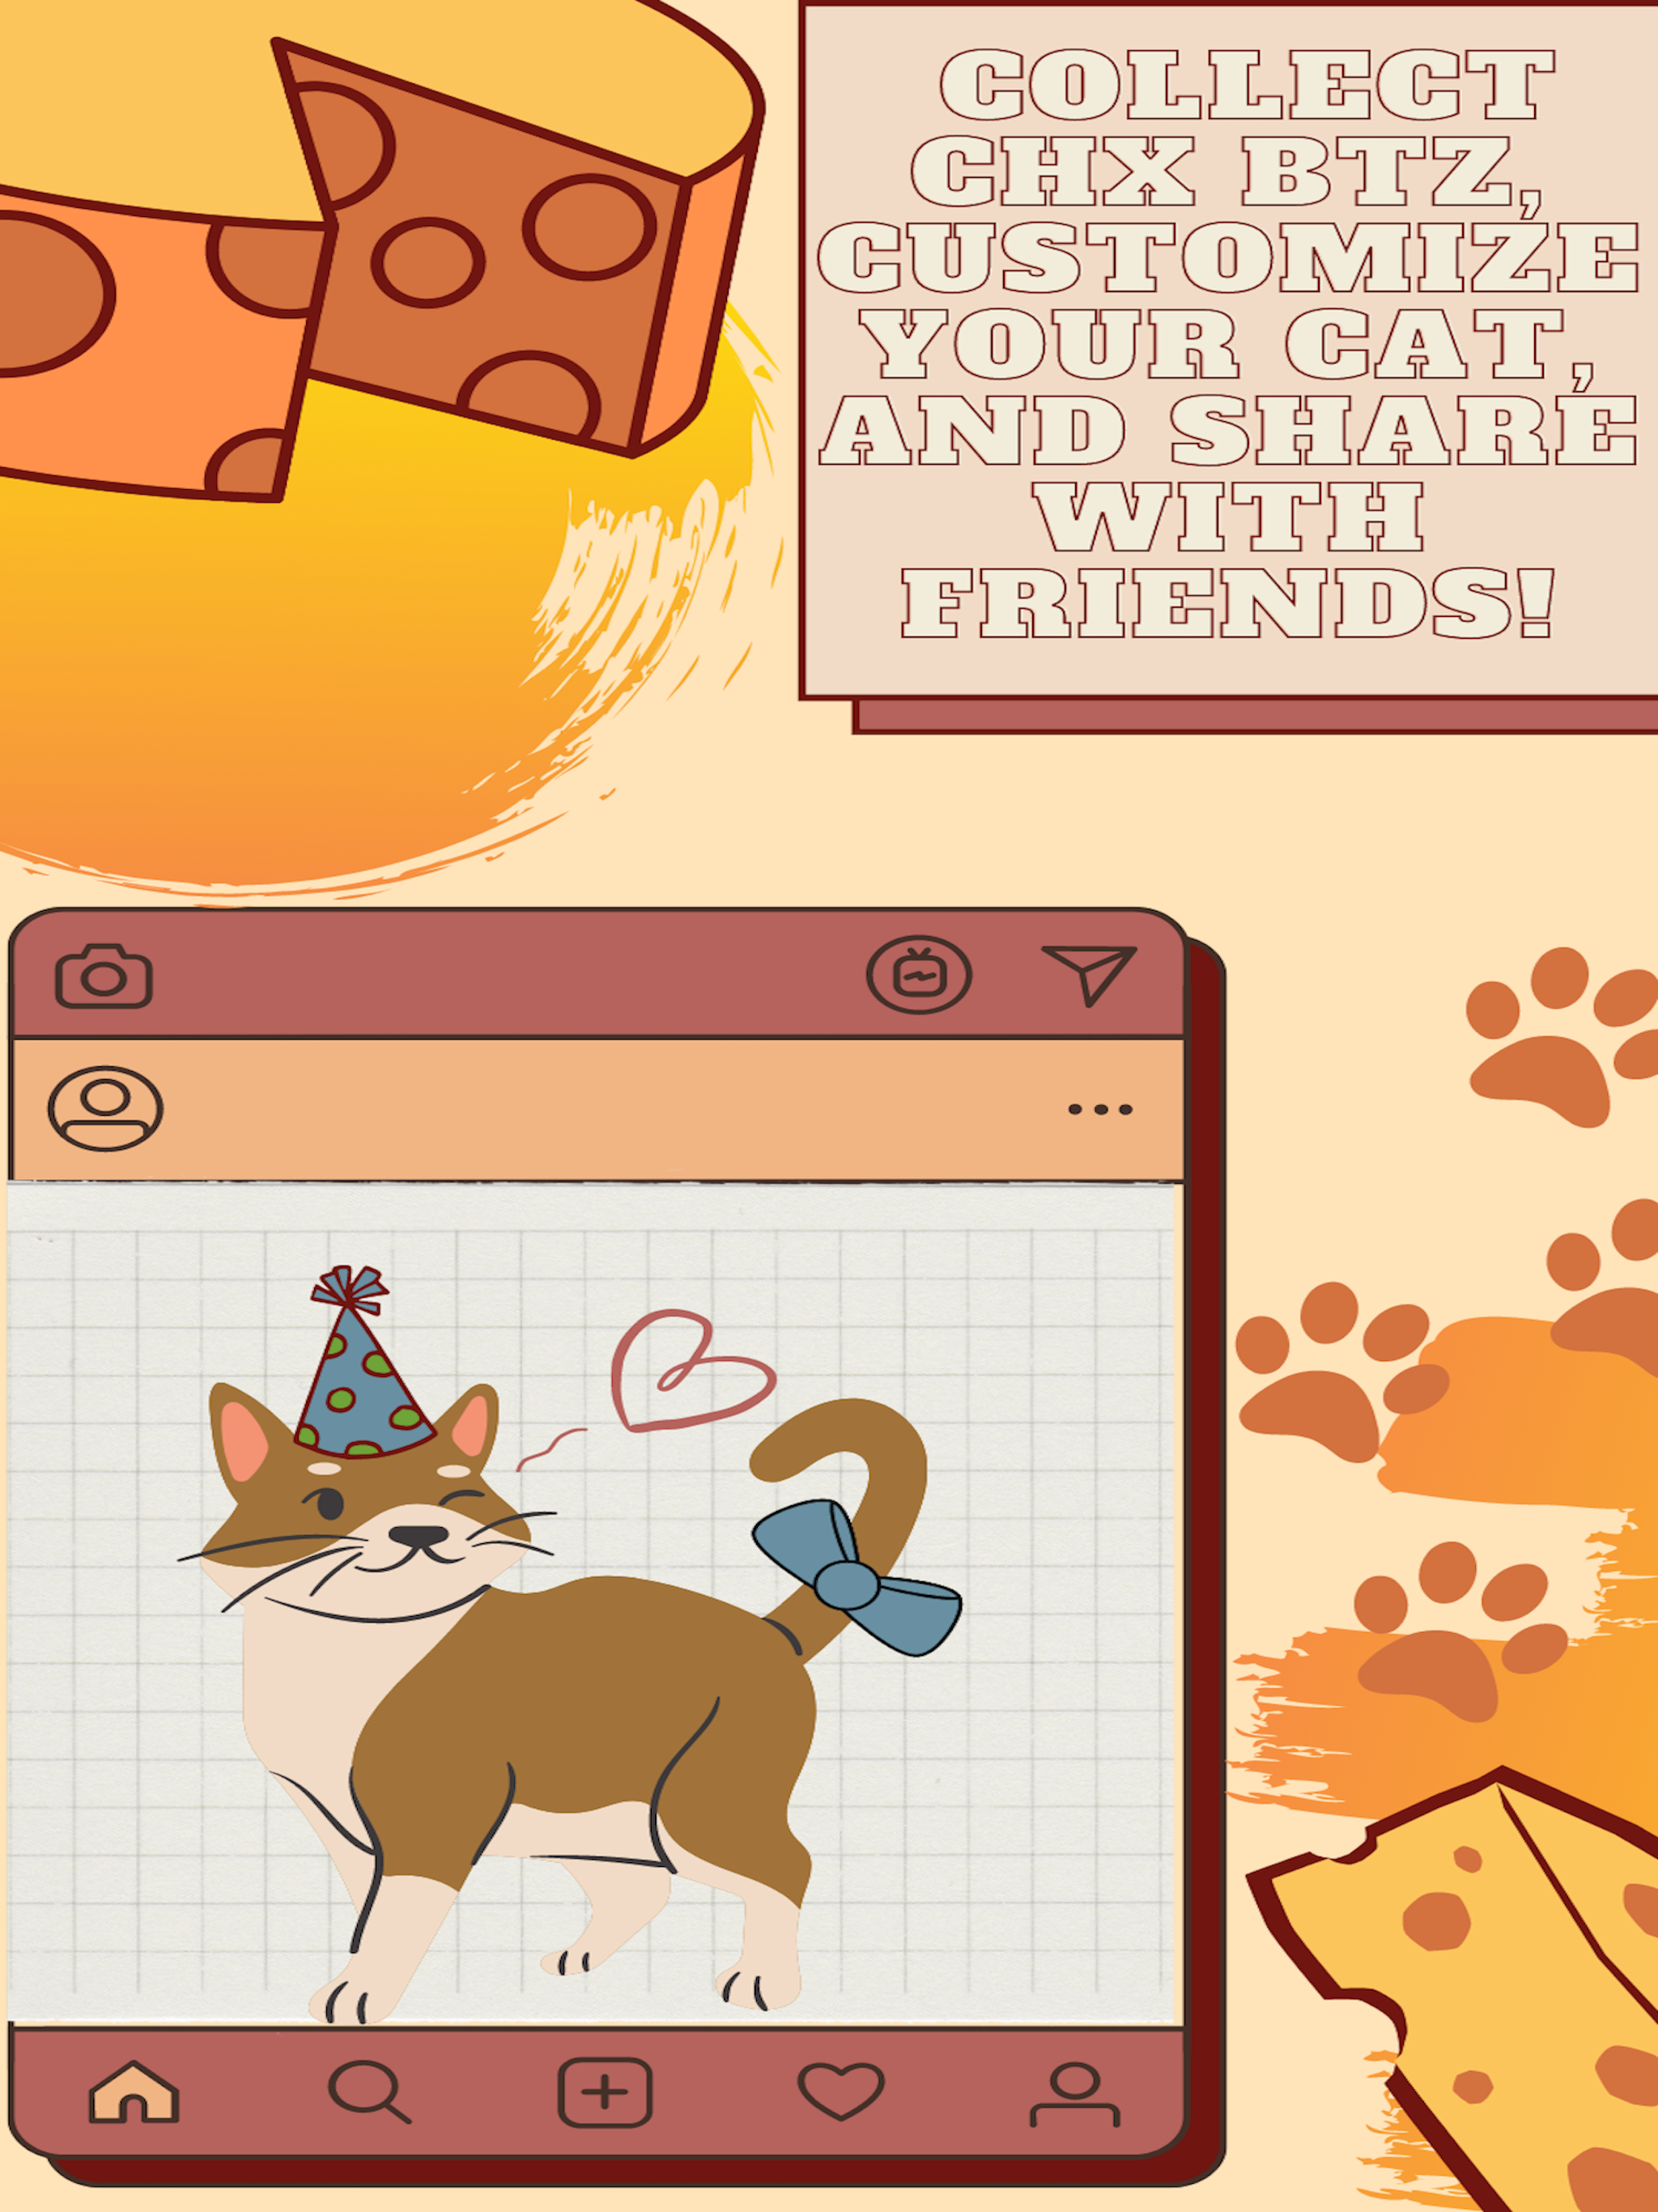 COLLECT
CHX BTZ,
CUSTOMIZE
YOUR CAT,
AND SHARE
WITH
FRIENDS!